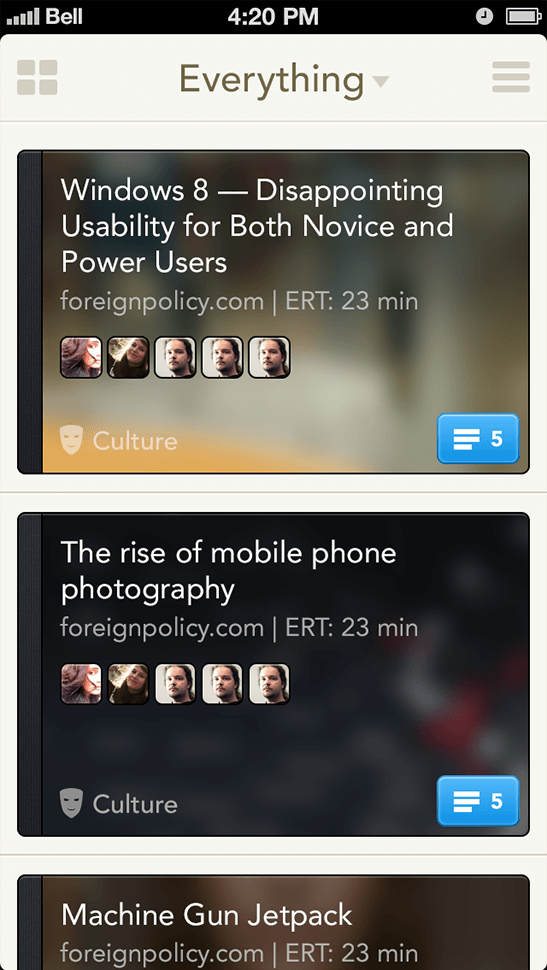 Bell 4:20 PM
Everything
Windows 8 — Disappointing
Usability for Both Novice and
Power Users
foreignpolicy.com | ERT: 23 min
Culture 5
The rise of mobile phone
photography
foreignpolicy.com | ERT: 23 min
Culture 5
Machine Gun Jetpack
foreignpolicy.com | ERT: 23 min